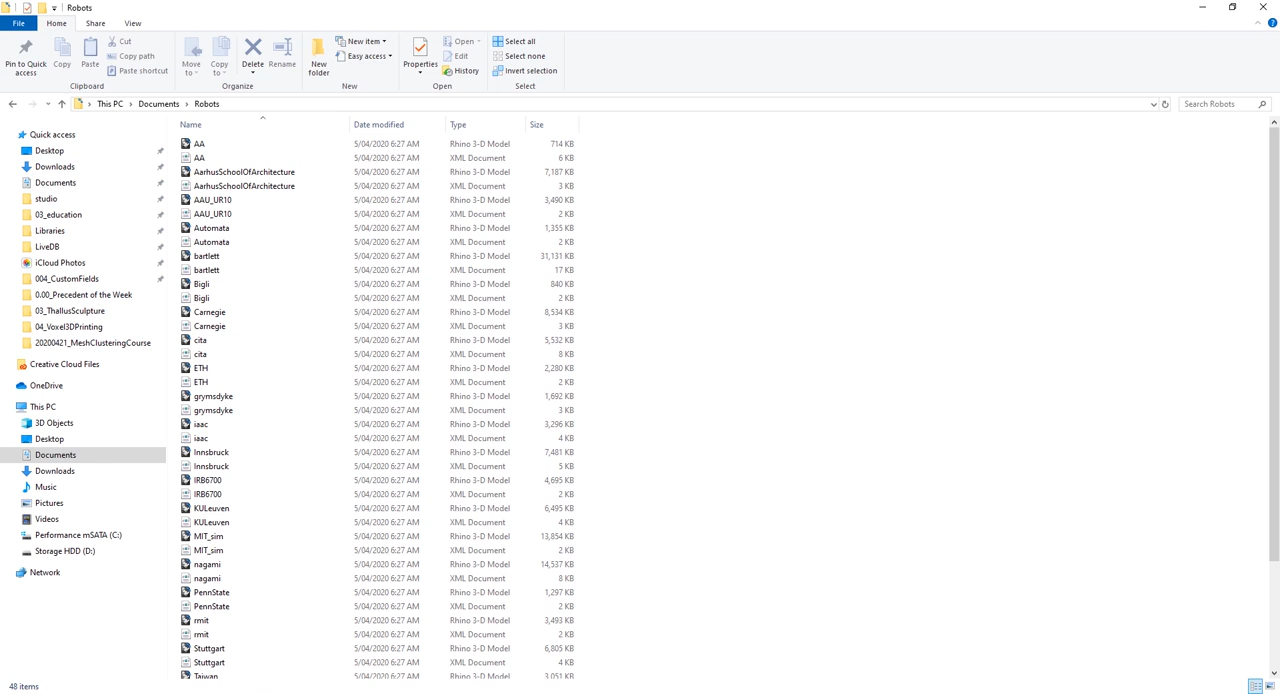 Robots
File Home Share View
Pin to Quick access
Copy
Paste
Cut
Copy path
Paste shortcut
Clipboard
Move to
Copy to
Delete
Rename
Organize
New folder
New item
Easy access
New
Properties
Open
Edit
History
Open
Select all
Select none
Invert selection
Select
This PC > Documents > Robots
Search Robots
Quick access
Desktop
Downloads
Documents
studio
03_education
Libraries
LiveDB
iCloud Photos
004_CustomFields
0.00_Precedent of the Week
03_ThallusSculpture
04_Voxel3DPrinting
20200421_MeshClusteringCourse
Creative Cloud Files
OneDrive
This PC
3D Objects
Desktop
Documents
Downloads
Music
Pictures
Videos
Performance mSATA (C:)
Storage HDD (D:)
Network
Name Date modified Type Size
AA 5/04/2020 6:27 AM Rhino 3-D Model 714 KB
AA 5/04/2020 6:27 AM XML Document 6 KB
AarhusSchoolOfArchitecture 5/04/2020 6:27 AM Rhino 3-D Model 7,187 KB
AarhusSchoolOfArchitecture 5/04/2020 6:27 AM XML Document 3 KB
AAU_UR10 5/04/2020 6:27 AM Rhino 3-D Model 3,490 KB
AAU_UR10 5/04/2020 6:27 AM XML Document 2 KB
Automata 5/04/2020 6:27 AM Rhino 3-D Model 1,355 KB
Automata 5/04/2020 6:27 AM XML Document 2 KB
bartlett 5/04/2020 6:27 AM Rhino 3-D Model 31,131 KB
bartlett 5/04/2020 6:27 AM XML Document 17 KB
Bigli 5/04/2020 6:27 AM Rhino 3-D Model 840 KB
Bigli 5/04/2020 6:27 AM XML Document 2 KB
Carnegie 5/04/2020 6:27 AM Rhino 3-D Model 8,534 KB
Carnegie 5/04/2020 6:27 AM XML Document 3 KB
cita 5/04/2020 6:27 AM Rhino 3-D Model 5,532 KB
cita 5/04/2020 6:27 AM XML Document 8 KB
ETH 5/04/2020 6:27 AM Rhino 3-D Model 2,280 KB
ETH 5/04/2020 6:27 AM XML Document 2 KB
grymsdyke 5/04/2020 6:27 AM Rhino 3-D Model 1,692 KB
grymsdyke 5/04/2020 6:27 AM XML Document 3 KB
iaac 5/04/2020 6:27 AM Rhino 3-D Model 3,296 KB
iaac 5/04/2020 6:27 AM XML Document 4 KB
Innsbruck 5/04/2020 6:27 AM Rhino 3-D Model 7,481 KB
Innsbruck 5/04/2020 6:27 AM XML Document 5 KB
IRB6700 5/04/2020 6:27 AM Rhino 3-D Model 4,695 KB
IRB6700 5/04/2020 6:27 AM XML Document 2 KB
KULeuven 5/04/2020 6:27 AM Rhino 3-D Model 6,495 KB
KULeuven 5/04/2020 6:27 AM XML Document 4 KB
MIT_sim 5/04/2020 6:27 AM Rhino 3-D Model 13,854 KB
MIT_sim 5/04/2020 6:27 AM XML Document 2 KB
nagami 5/04/2020 6:27 AM Rhino 3-D Model 14,537 KB
nagami 5/04/2020 6:27 AM XML Document 8 KB
PennState 5/04/2020 6:27 AM Rhino 3-D Model 1,297 KB
PennState 5/04/2020 6:27 AM XML Document 2 KB
rmit 5/04/2020 6:27 AM Rhino 3-D Model 3,493 KB
rmit 5/04/2020 6:27 AM XML Document 2 KB
Stuttgart 5/04/2020 6:27 AM Rhino 3-D Model 6,805 KB
Stuttgart 5/04/2020 6:27 AM XML Document 4 KB
Taiwan 5/04/2020 6:27 AM Rhino 3-D Model 3,051 KB
48 items